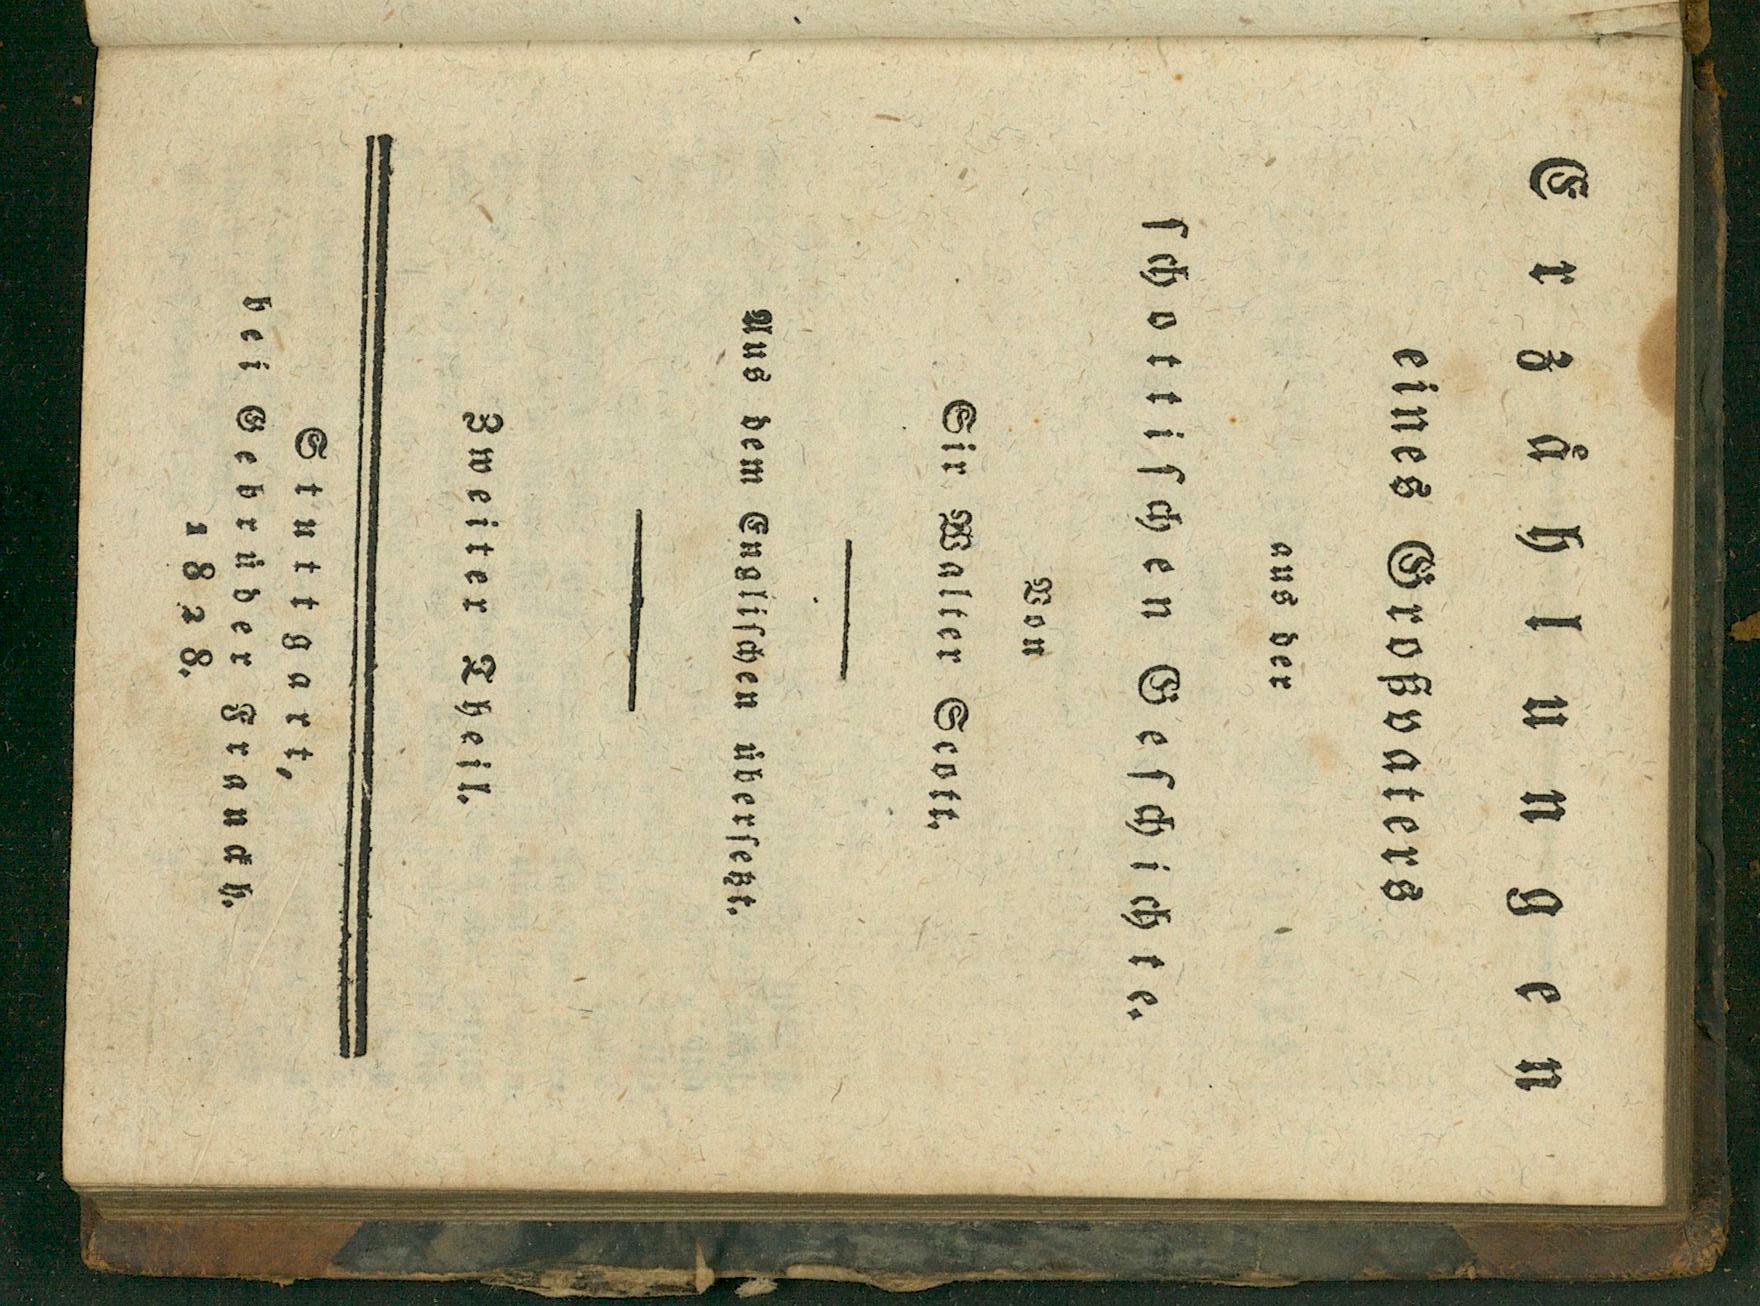 Erzählungen
eines Großvaters
aus der
schottischen Geschichte.
Von
Sir Walter Scott.
Aus dem Englischen übersetzt.
Zweiter Theil.
Stuttgart,
bei Gebrüder Franckh.
1828.